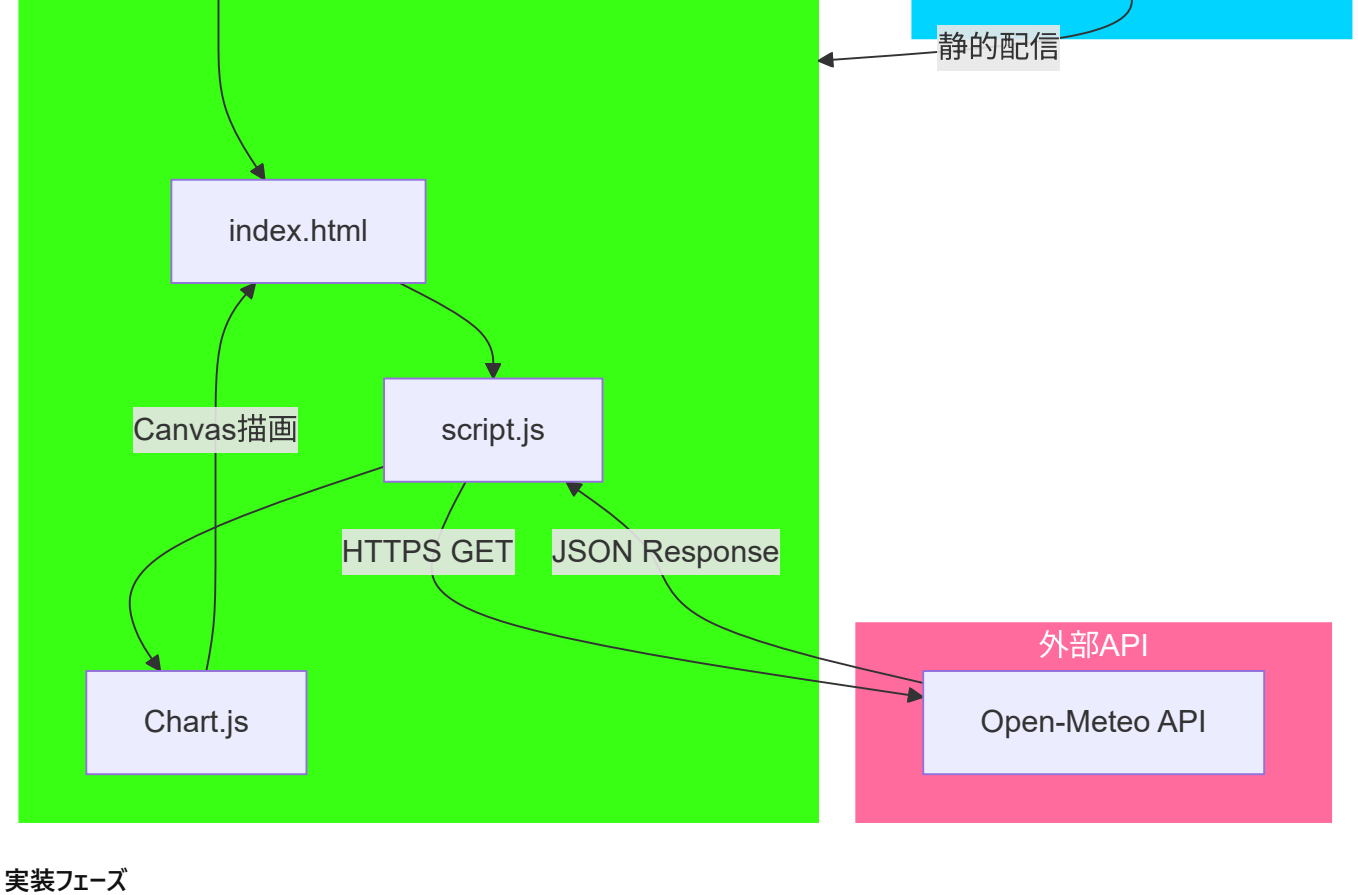 静的配信
index.html
Canvas描画
script.js
HTTPS GET
JSON Response
外部API
Chart.js
Open-Meteo API
実装フェーズ